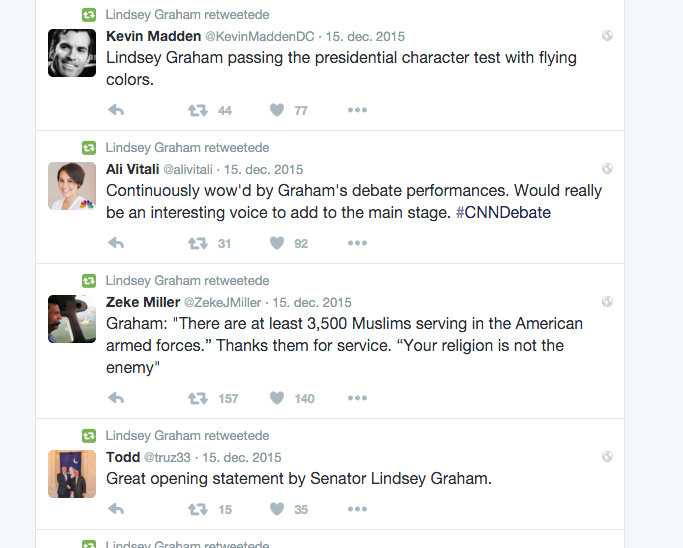 Lindsey Graham retweetede
Kevin Madden @KevinMaddenDC · 15. dec. 2015
Lindsey Graham passing the presidential character test with flying
colors.
44 77
Lindsey Graham retweetede
Ali Vitali @alivitali · 15. dec. 2015
Continuously wow'd by Graham's debate performances. Would really
be an interesting voice to add to the main stage. #CNNDebate
31 92
Lindsey Graham retweetede
Zeke Miller @ZekeJMiller · 15. dec. 2015
Graham: "There are at least 3,500 Muslims serving in the American
armed forces.” Thanks them for service. “Your religion is not the
enemy"
157 140
Lindsey Graham retweetede
Todd @truz33 · 15. dec. 2015
Great opening statement by Senator Lindsey Graham.
15 35
Lindsey Graham retweetede